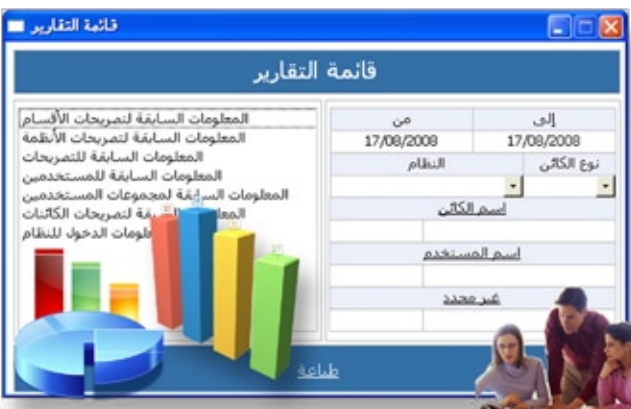 قائمة التقارير
قائمة التقارير
المعلومات السابقة لتصريحات الأقسام
المعلومات السابقة لتصريحات الأنظمة
المعلومات السابقة للتصريحات
المعلومات السابقة للمستخدمين
المعلومات السابقة لمجموعات المستخدمين
السابقة لتصريحات الكائنات
معلومات الدخول للنظام
من إلى
17/08/2008 17/08/2008
النظام نوع الكائن
اسم الكائن
اسم المستخدم
غير محدد
طباعة